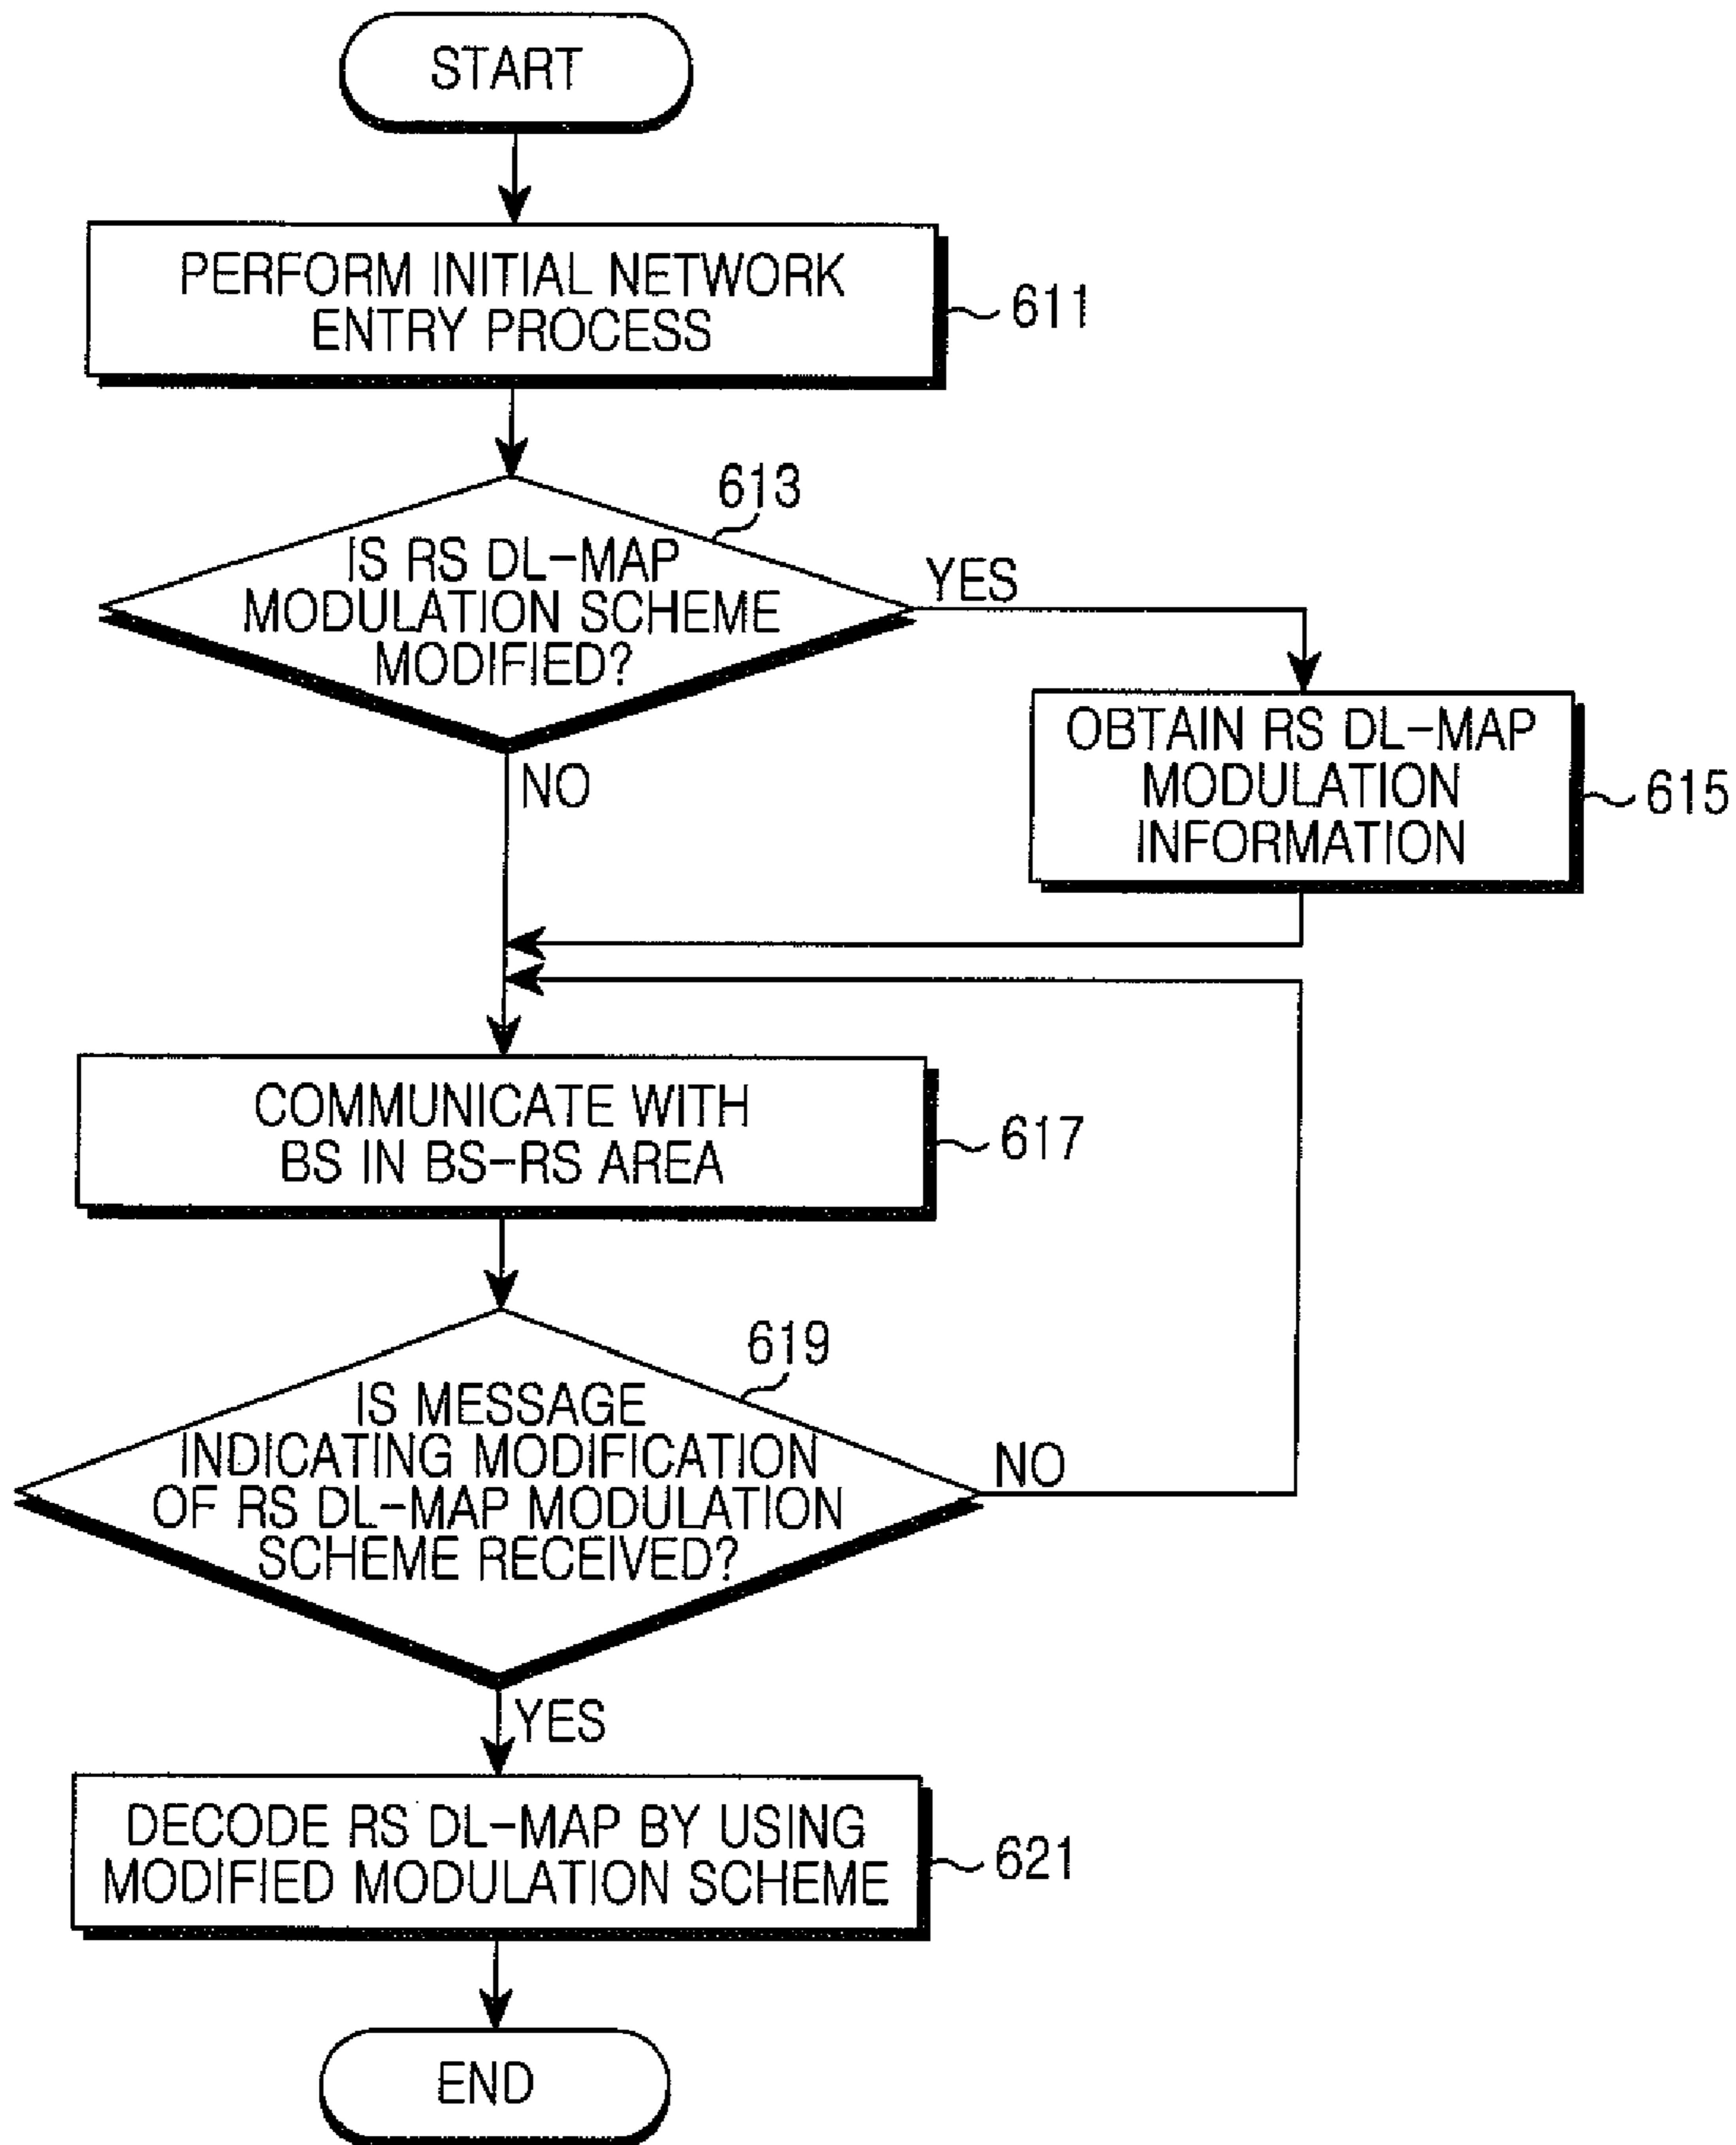 START
PERFORM INITIAL NETWORK
ENTRY PROCESS
611
613
IS RS DL-MAP
MODULATION SCHEME
MODIFIED?
YES
NO
OBTAIN RS DL-MAP
MODULATION
INFORMATION
615
COMMUNICATE WITH
BS IN BS-RS AREA
617
619
IS MESSAGE
INDICATING MODIFICATION
OF RS DL-MAP MODULATION
SCHEME RECEIVED?
NO
YES
DECODE RS DL-MAP BY USING
MODIFIED MODULATION SCHEME
621
END